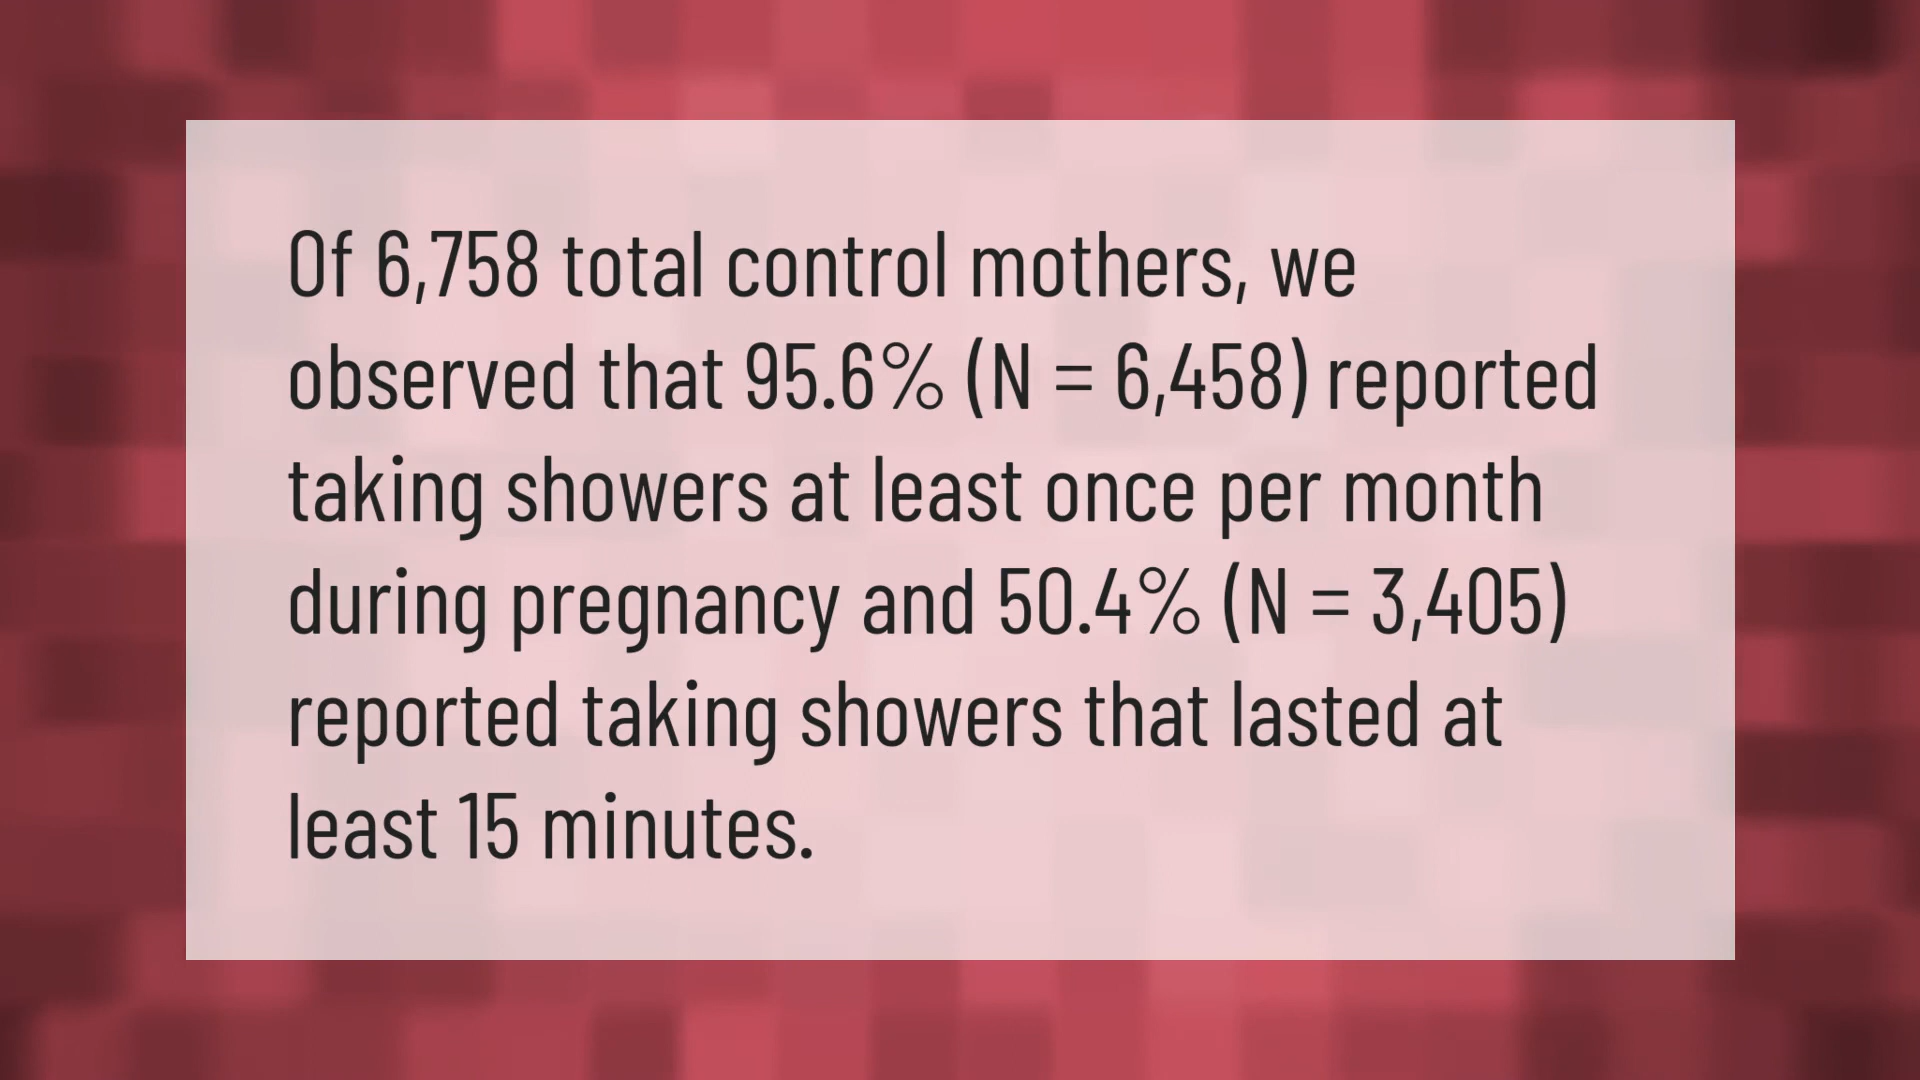 Of 6,758 total control mothers, we
observed that 95.6% (N = 6,458) reported
taking showers at least once per month
during pregnancy and 50.4% (N = 3,405)
reported taking showers that lasted at
least 15 minutes.